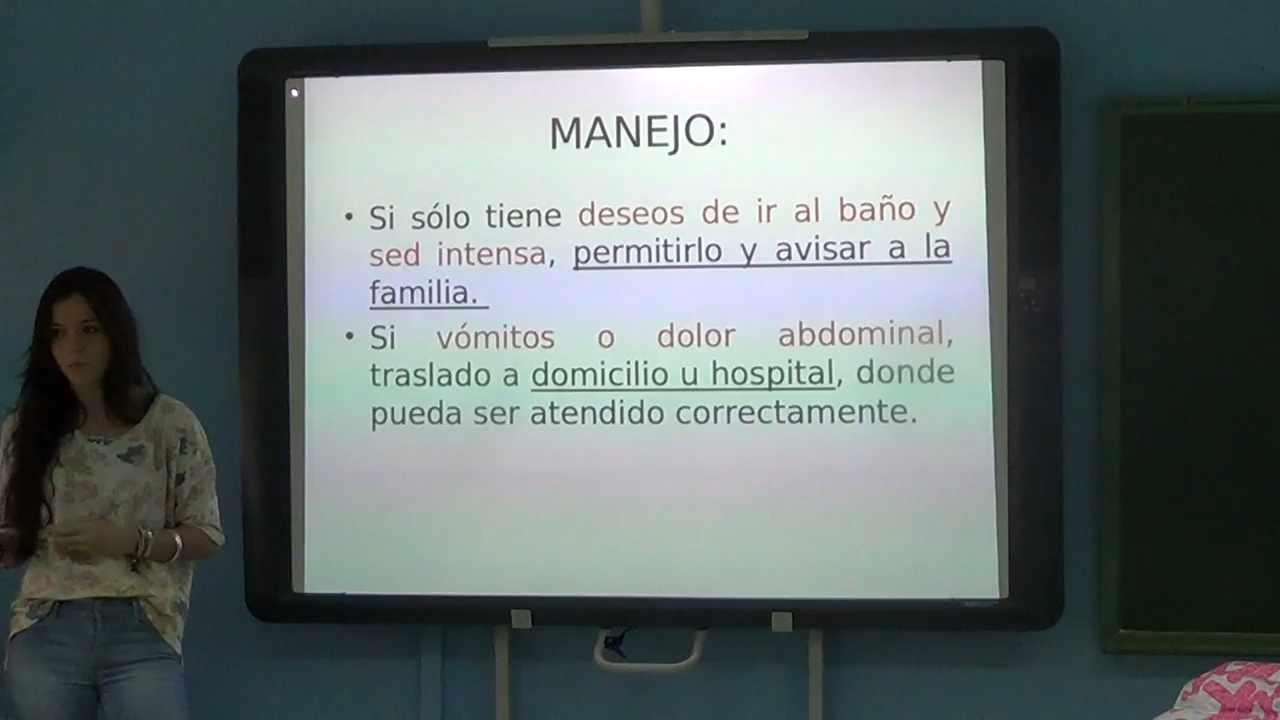 MANEJO:
• Si sólo tiene deseos de ir al baño y
sed intensa, permitirlo y avisar a la
familia.
• Si vómitos o dolor abdominal,
traslado a domicilio u hospital, donde
pueda ser atendido correctamente.